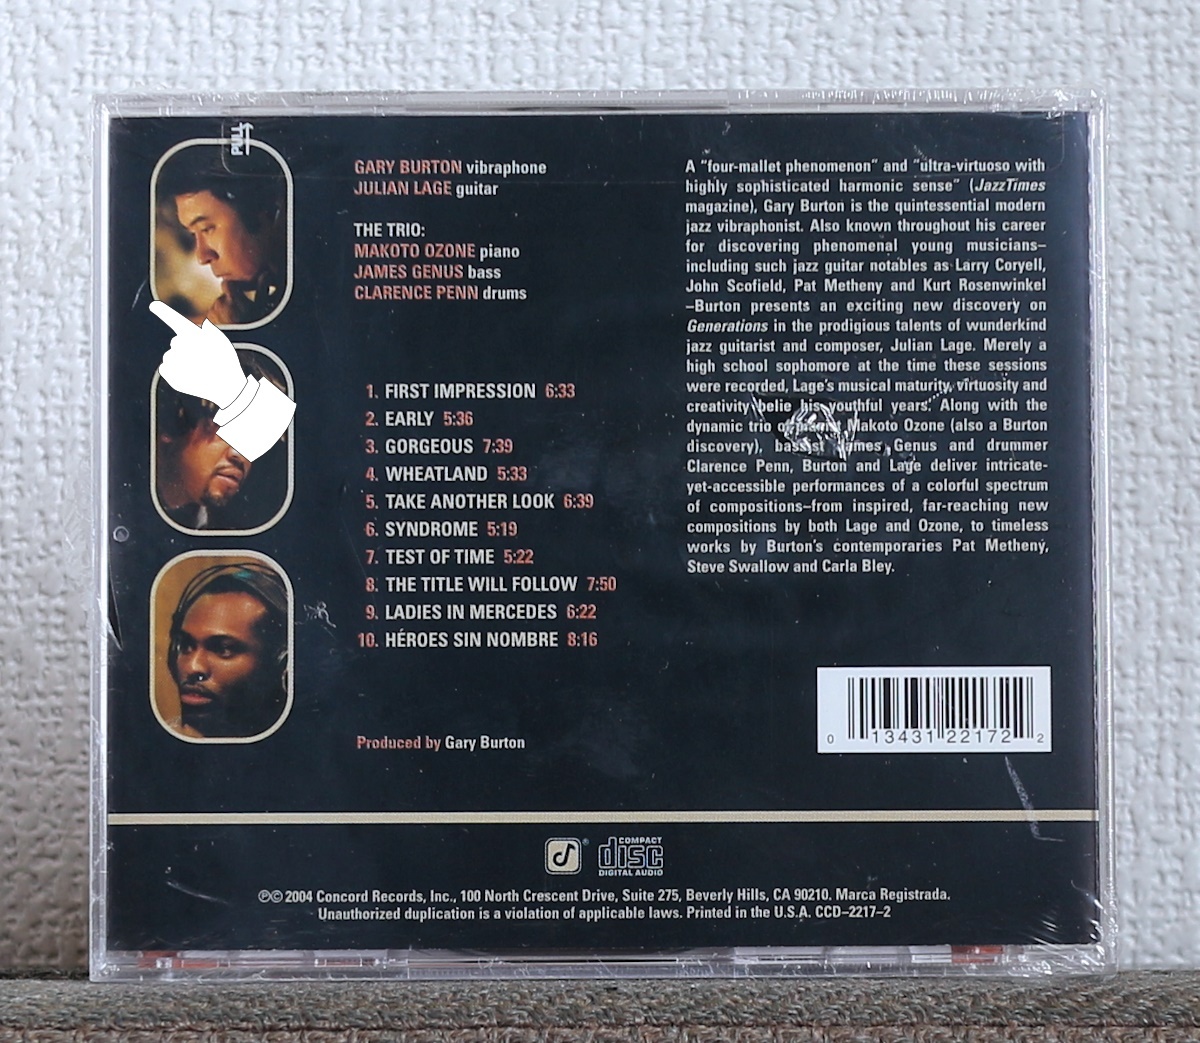 PULL
GARY BURTON vibraphone
JULIAN LAGE guitar
THE TRIO:
MAKOTO OZONE piano
JAMES GENUS bass
CLARENCE PENN drums
1. FIRST IMPRESSION 6:33
2. EARLY 5:36
3. GORGEOUS 7:39
4. WHEATLAND 5:33
5. TAKE ANOTHER LOOK 6:39
6. SYNDROME 5:19
7. TEST OF TIME 5:22
8. THE TITLE WILL FOLLOW 7:50
9. LADIES IN MERCEDES 6:22
10. HÉROES SIN NOMBRE 8:16
Produced by Gary Burton
A "four-mallet phenomenon" and "ultra-virtuoso with
highly sophisticated harmonic sense" (JazzTimes
magazine), Gary Burton is the quintessential modern
jazz vibraphonist. Also known throughout his career
for discovering phenomenal young musicians–
including such jazz guitar notables as Larry Coryell,
John Scofield, Pat Metheny and Kurt Rosenwinkel
–Burton presents an exciting new discovery on
Generations in the prodigious talents of wunderkind
jazz guitarist and composer, Julian Lage. Merely a
high school sophomore at the time these sessions
were recorded, Lage's musical maturity, virtuosity and
creativity belie his youthful years. Along with the
dynamic trio of pianist Makoto Ozone (also a Burton
discovery), bassist James Genus and drummer
Clarence Penn, Burton and Lage deliver intricate-
yet-accessible performances of a colorful spectrum
of compositions–from inspired, far-reaching new
compositions by both Lage and Ozone, to timeless
works by Burton's contemporaries Pat Metheny,
Steve Swallow and Carla Bley.
0 13431 22172 2
COMPACT
disc
DIGITAL AUDIO
℗© 2004 Concord Records, Inc., 100 North Crescent Drive, Suite 275, Beverly Hills, CA 90210. Marca Registrada.
Unauthorized duplication is a violation of applicable laws. Printed in the U.S.A. CCD–2217–2